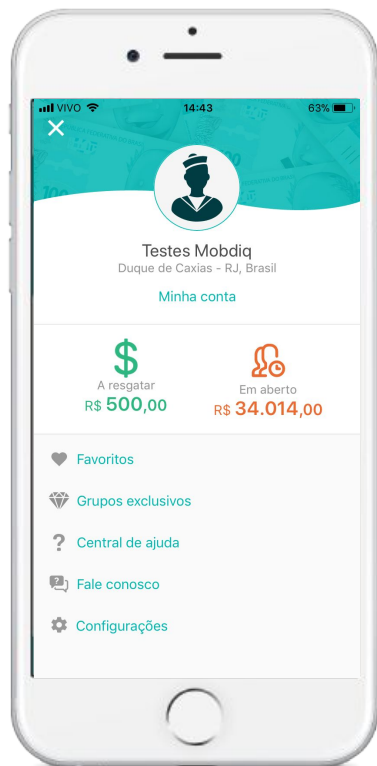 VIVO 14:43 63%
Testes Mobdiq
Duque de Caxias - RJ, Brasil
Minha conta
$
A resgatar
R$ 500,00
Em aberto
R$ 34.014,00
Favoritos
Grupos exclusivos
? Central de ajuda
? Fale conosco
Configurações